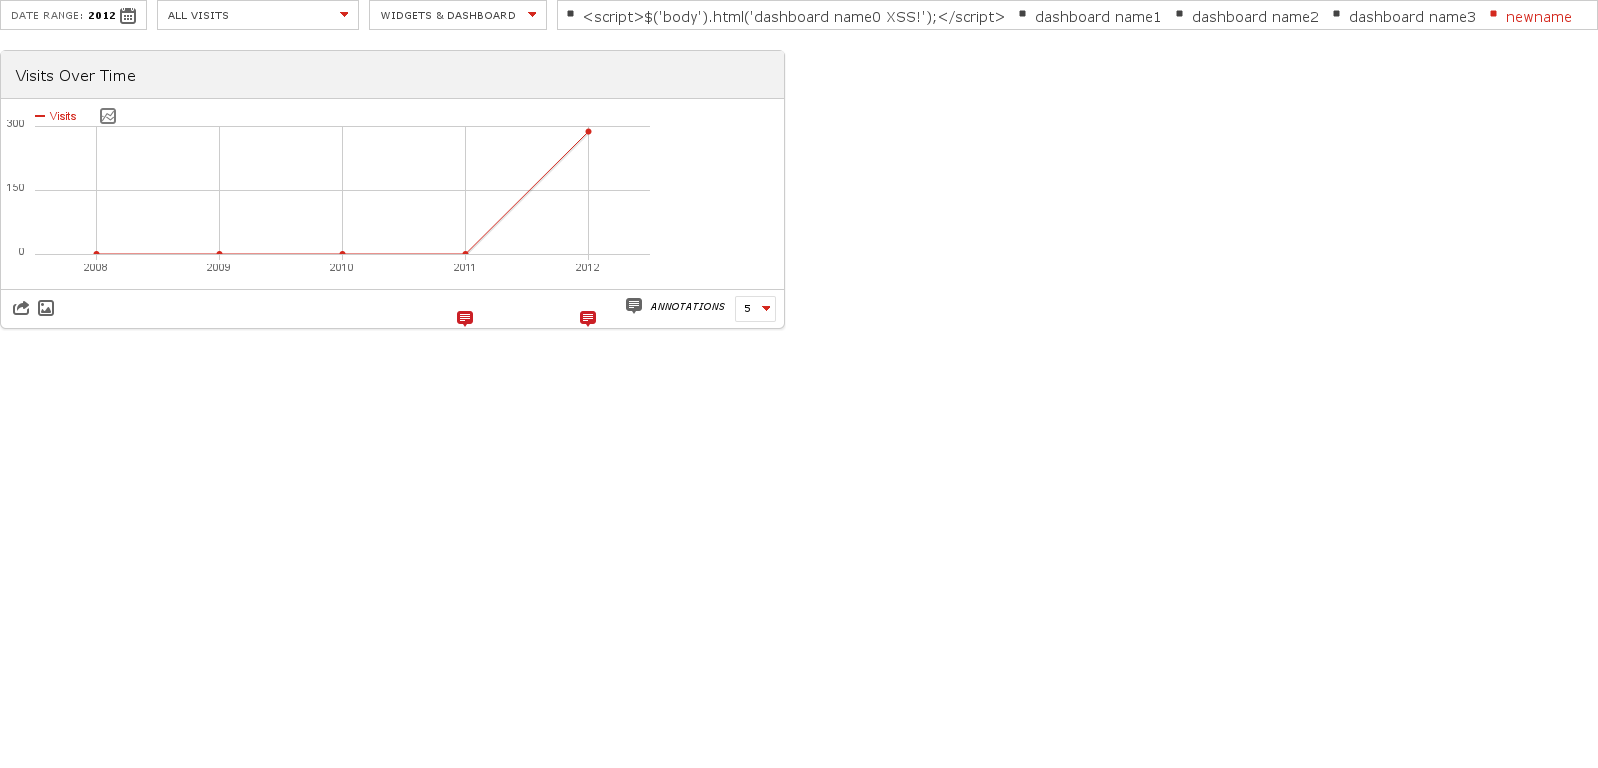 DATE RANGE: 2012
ALL VISITS
WIDGETS & DASHBOARD
<script>$('body').html('dashboard name0 XSS!');</script>
dashboard name1
dashboard name2
dashboard name3
newname
Visits Over Time
Visits
300
150
0
2008 2009 2010 2011 2012
ANNOTATIONS
5